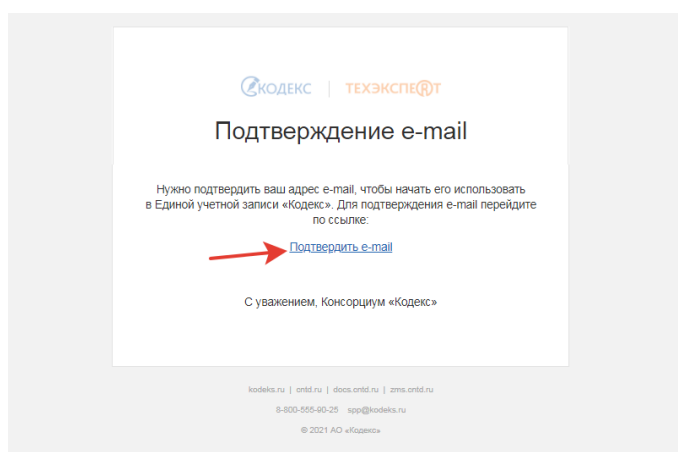 КОДЕКС | ТЕХЭКСПЕРТ
Подтверждение e-mail
Нужно подтвердить ваш адрес e-mail, чтобы начать его использовать
в Единой учетной записи «Кодекс». Для подтверждения e-mail перейдите
по ссылке:
Подтвердить e-mail
С уважением, Консорциум «Кодекс»
kodeks.ru | cntd.ru | docs.cntd.ru | zms.cntd.ru
8-800-555-90-25 spp@kodeks.ru
© 2021 АО «Кодекс»